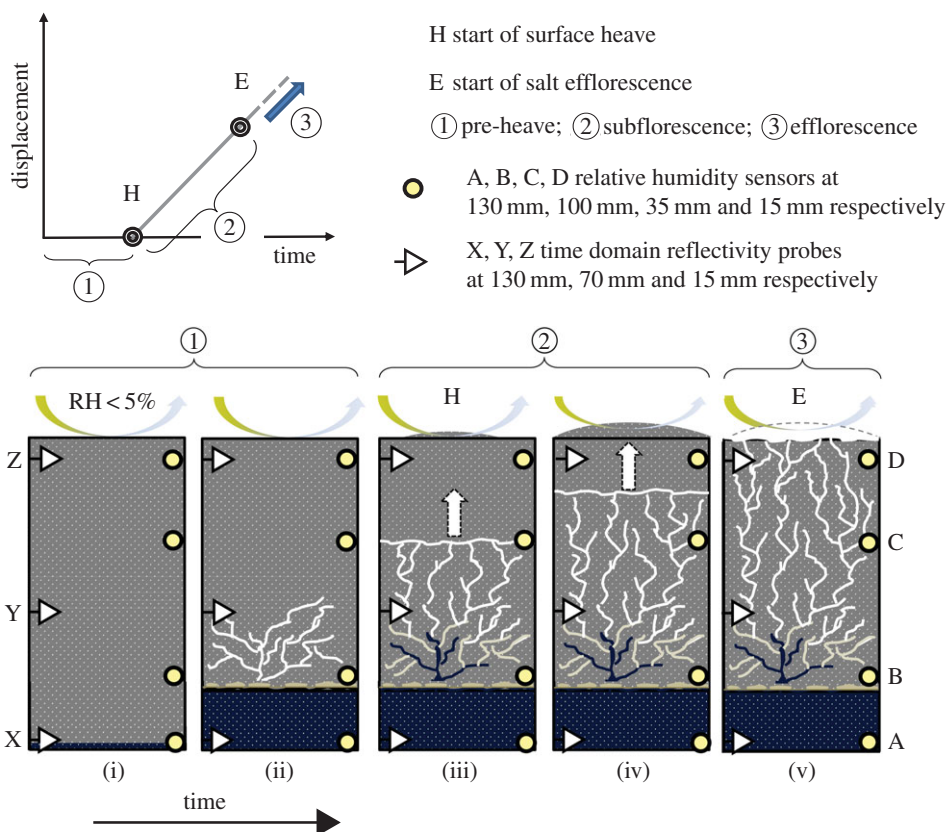 displacement
time
H
E
①
②
③
H start of surface heave
E start of salt efflorescence
① pre-heave; ② subflorescence; ③ efflorescence
A, B, C, D relative humidity sensors at
130 mm, 100 mm, 35 mm and 15 mm respectively
X, Y, Z time domain reflectivity probes
at 130 mm, 70 mm and 15 mm respectively
① ② ③
RH < 5% H E
Z D
C
Y
B
X A
(i) (ii) (iii) (iv) (v)
time